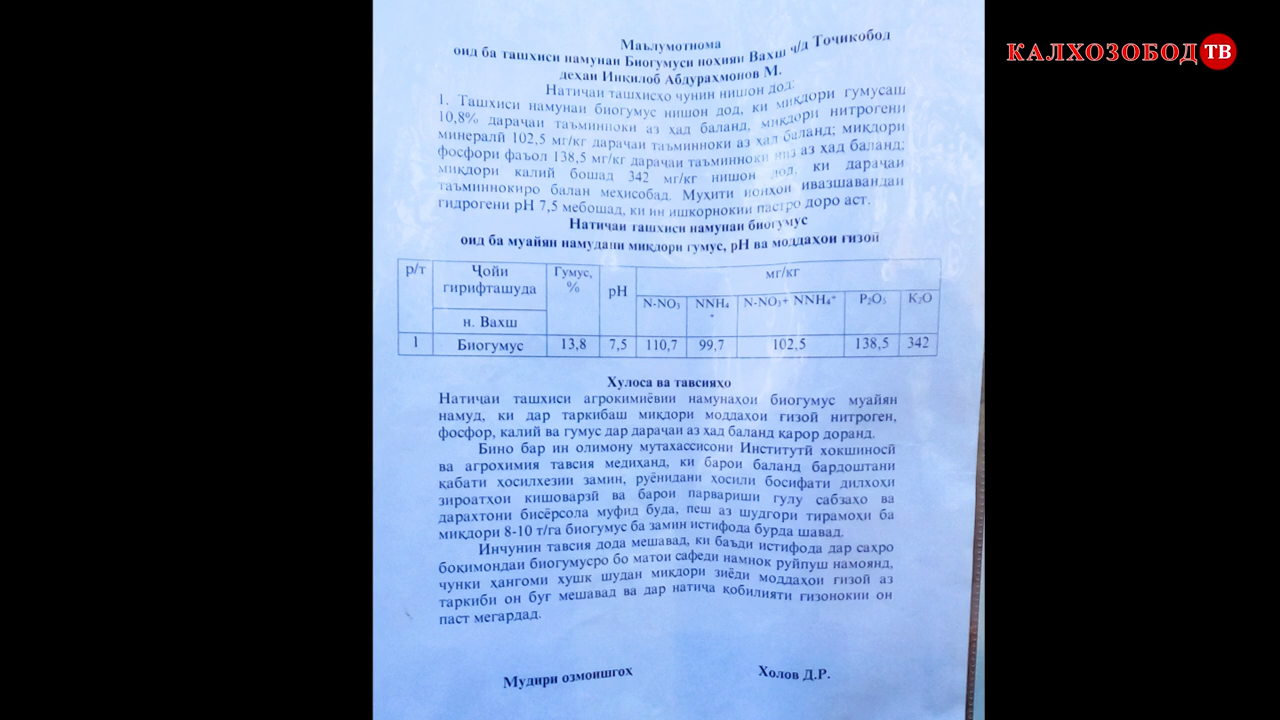 КАЛХОЗОБОД ТВ
Маълумотнома
оид ба ташхиси намунаи Биогумуси ноҳияи Вахш ҷ/д Тоҷикобод
деҳаи Инқилоб Абдураҳмонов М.
Натиҷаи ташхисҳо чунин нишон дод:
1. Ташхиси намунаи биогумус нишон дод, ки миқдори гумусаш
10,8% дараҷаи таъминноки аз ҳад баланд, миқдори нитрогени
минералӣ 102,5 мг/кг дараҷаи таъминноки аз ҳад баланд; миқдори
фосфори фаъол 138,5 мг/кг дараҷаи таъминноки низ аз ҳад баланд;
миқдори калий бошад 342 мг/кг нишон дод, ки дараҷаи
таъминнокиро балан меҳисобад. Муҳити ионҳои ивазшавандаи
гидрогени pH 7,5 мебошад, ки ин ишкорнокии пастро доро аст.
Натиҷаи ташхиси намунаи биогумус
оид ба муайян намудани миқдори гумус, pH ва моддаҳои ғизоӣ
р/т Ҷойи гирифташуда Гумус, % pH мг/кг
N-NO₃ NNH₄⁺ N-NO₃+ NNH₄⁺ P₂O₅ K₂O
н. Вахш
1 Биогумус 13,8 7,5 110,7 99,7 102,5 138,5 342
Хулоса ва тавсияҳо
Натиҷаи ташхиси агрокимиёвии намунаҳои биогумус муайян
намуд, ки дар таркибаш миқдори моддаҳои ғизоӣ нитроген,
фосфор, калий ва гумус дар дараҷаи аз ҳад баланд қарор доранд.
Бино бар ин олимону мутахассисони Институтӣ хокшиносӣ
ва агрохимия тавсия медиҳанд, ки барои баланд бардоштани
қабати ҳосилхезии замин, руёнидани ҳосили босифати дилхоҳи
зироатҳои кишоварзӣ ва барои парвариши гулу сабзаҳо ва
дарахтони бисёрсола муфид буда, пеш аз шудгори тирамоҳи ба
миқдори 8-10 т/га биогумус ба замин истифода бурда шавад.
Инчунин тавсия дода мешавад, ки баъди истифода дар саҳро
боқимондаи биогумусро бо матои сафеди намнок руйпуш намоянд,
чунки ҳангоми хушк шудан миқдори зиёди моддаҳои ғизоӣ аз
таркиби он буғ мешавад ва дар натиҷа қобилияти ғизонокии он
паст мегардад.
Мудири озмоишгоҳ Холов Д.Р.